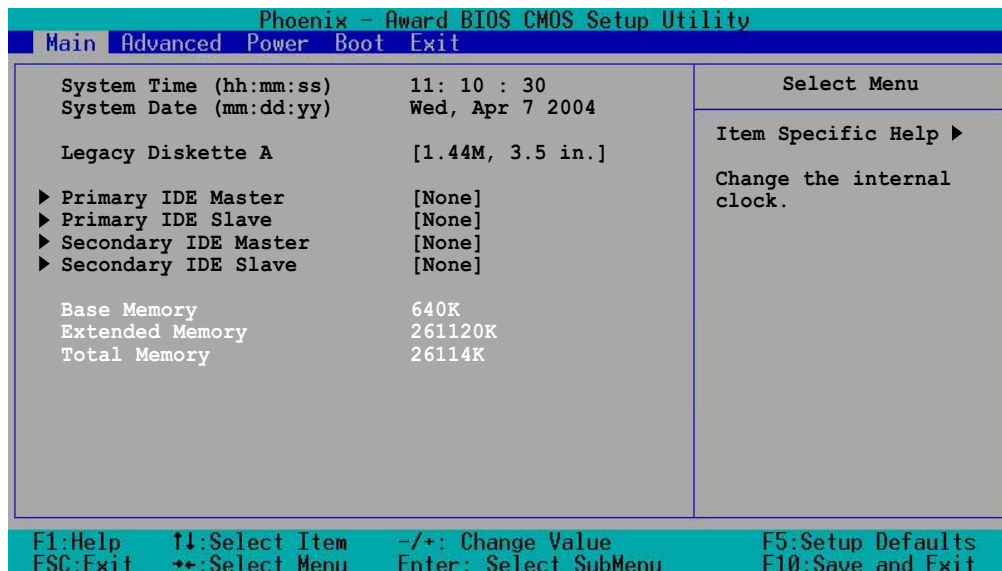 Phoenix - Award BIOS CMOS Setup Utility
Main Advanced Power Boot Exit
System Time (hh:mm:ss) 11: 10 : 30
System Date (mm:dd:yy) Wed, Apr 7 2004
Legacy Diskette A [1.44M, 3.5 in.]
▶ Primary IDE Master [None]
▶ Primary IDE Slave [None]
▶ Secondary IDE Master [None]
▶ Secondary IDE Slave [None]
Base Memory 640K
Extended Memory 261120K
Total Memory 26114K
Select Menu
Item Specific Help ▶
Change the internal
clock.
F1:Help ↑↓:Select Item -/+: Change Value F5:Setup Defaults
ESC:Exit →←:Select Menu Enter: Select SubMenu F10:Save and Exit